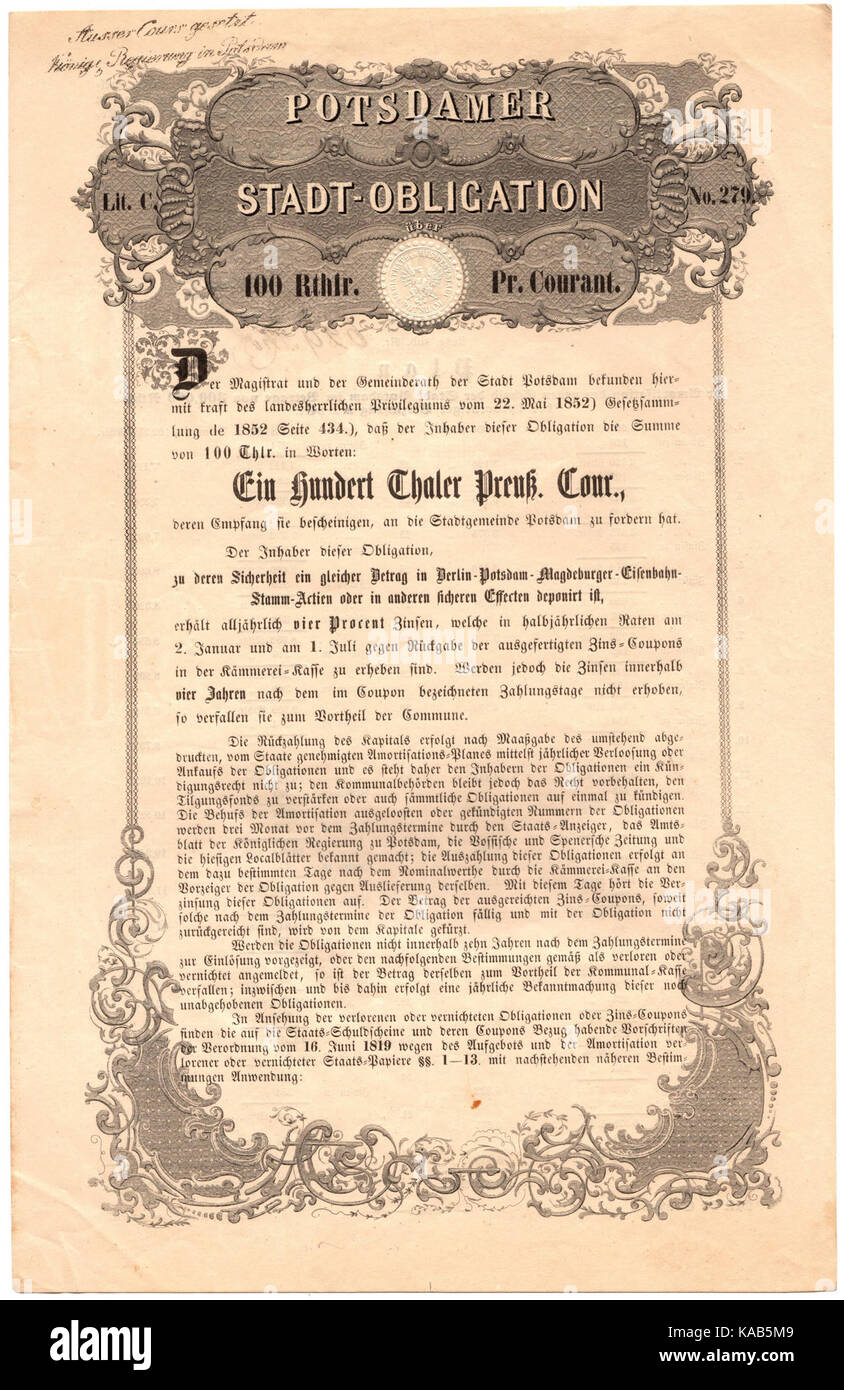 Ausser Cours gesetzt.
Königl. Regierung in Potsdam
POTSDAMER
STADT-OBLIGATION
Lit. C.
No. 279.
über
100 Rthlr.
Pr. Courant.
Der Magistrat und der Gemeinderath der Stadt Potsdam bekunden hier-
mit kraft des landesherrlichen Privilegiums vom 22. Mai 1852) Gesetzsamm-
lung de 1852 Seite 434.), daß der Inhaber dieser Obligation die Summe
von 100 Thlr. in Worten:
Ein Hundert Thaler Preuß. Cour.,
deren Empfang sie bescheinigen, an die Stadtgemeinde Potsdam zu fordern hat.
Der Inhaber dieser Obligation,
zu deren Sicherheit ein gleicher Betrag in Berlin-Potsdam-Magdeburger-Eisenbahn-
Stamm-Actien oder in anderen sicheren Effecten deponirt ist,
erhält alljährlich vier Procent Zinsen, welche in halbjährlichen Raten am
2. Januar und am 1. Juli gegen Rückgabe der ausgefertigten Zins-Coupons
in der Kämmerei-Kasse zu erheben sind. Werden jedoch die Zinsen innerhalb
vier Jahren nach dem im Coupon bezeichneten Zahlungstage nicht erhoben,
so verfallen sie zum Vortheil der Commune.
Die Rückzahlung des Kapitals erfolgt nach Maaßgabe des umstehend abge-
druckten, vom Staate genehmigten Amortisations-Planes mittelst jährlicher Verloosung oder
Ankaufs der Obligationen und es steht daher den Inhabern der Obligationen ein Kün-
digungsrecht nicht zu; den Kommunalbehörden bleibt jedoch das Recht vorbehalten, den
Tilgungsfonds zu verstärken oder auch sämmtliche Obligationen auf einmal zu kündigen.
Die Behufs der Amortisation ausgeloosten oder gekündigten Nummern der Obligationen
werden drei Monat vor dem Zahlungstermine durch den Staats-Anzeiger, das Amts-
blatt der Königlichen Regierung zu Potsdam, die Vossische und Spenersche Zeitung und
die hiesigen Localblätter bekannt gemacht; die Auszahlung dieser Obligationen erfolgt an
dem dazu bestimmten Tage nach dem Nominalwerthe durch die Kämmerei-Kasse an den
Vorzeiger der Obligation gegen Auslieferung derselben. Mit diesem Tage hört die Ver-
zinsung dieser Obligationen auf. Der Betrag der ausgereichten Zins-Coupons, soweit
solche nach dem Zahlungstermine der Obligation fällig und mit der Obligation nicht
zurückgereicht sind, wird von dem Kapitale gekürzt.
Werden die Obligationen nicht innerhalb zehn Jahren nach dem Zahlungstermine
zur Einlösung vorgezeigt, oder den nachfolgenden Bestimmungen gemäß als verloren oder
vernichtet angemeldet, so ist der Betrag derselben zum Vortheil der Kommunal-Kasse
verfallen; inzwischen und bis dahin erfolgt eine jährliche Bekanntmachung dieser noch
unabgehobenen Obligationen.
In Ansehung der verlorenen oder vernichteten Obligationen oder Zins-Coupons
finden die auf die Staats-Schuldscheine und deren Coupons Bezug habende Vorschriften
der Verordnung vom 16. Juni 1819 wegen des Aufgebots und der Amortisation ver-
lorener oder vernichteter Staats-Papiere §§. 1—13. mit nachstehenden näheren Bestim-
mungen Anwendung:
alamy
KAB5M9
www.alamy.com